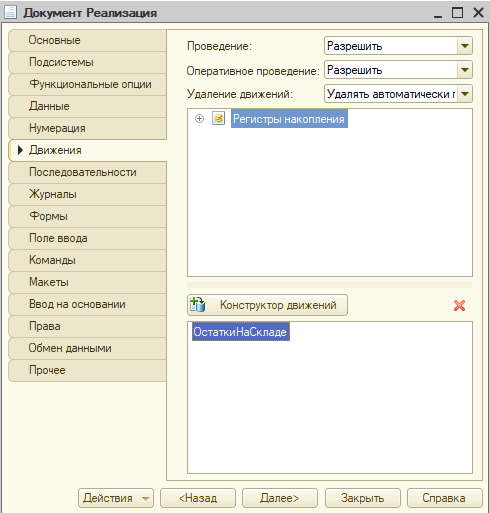 Документ Реализация
Основные
Подсистемы
Функциональные опции
Данные
Нумерация
Движения
Последовательности
Журналы
Формы
Поле ввода
Команды
Макеты
Ввод на основании
Права
Обмен данными
Прочее
Проведение: Разрешить
Оперативное проведение: Разрешить
Удаление движений: Удалять автоматически г
Регистры накопления
Конструктор движений
ОстаткиНаСкладе
Действия <Назад Далее> Закрыть Справка